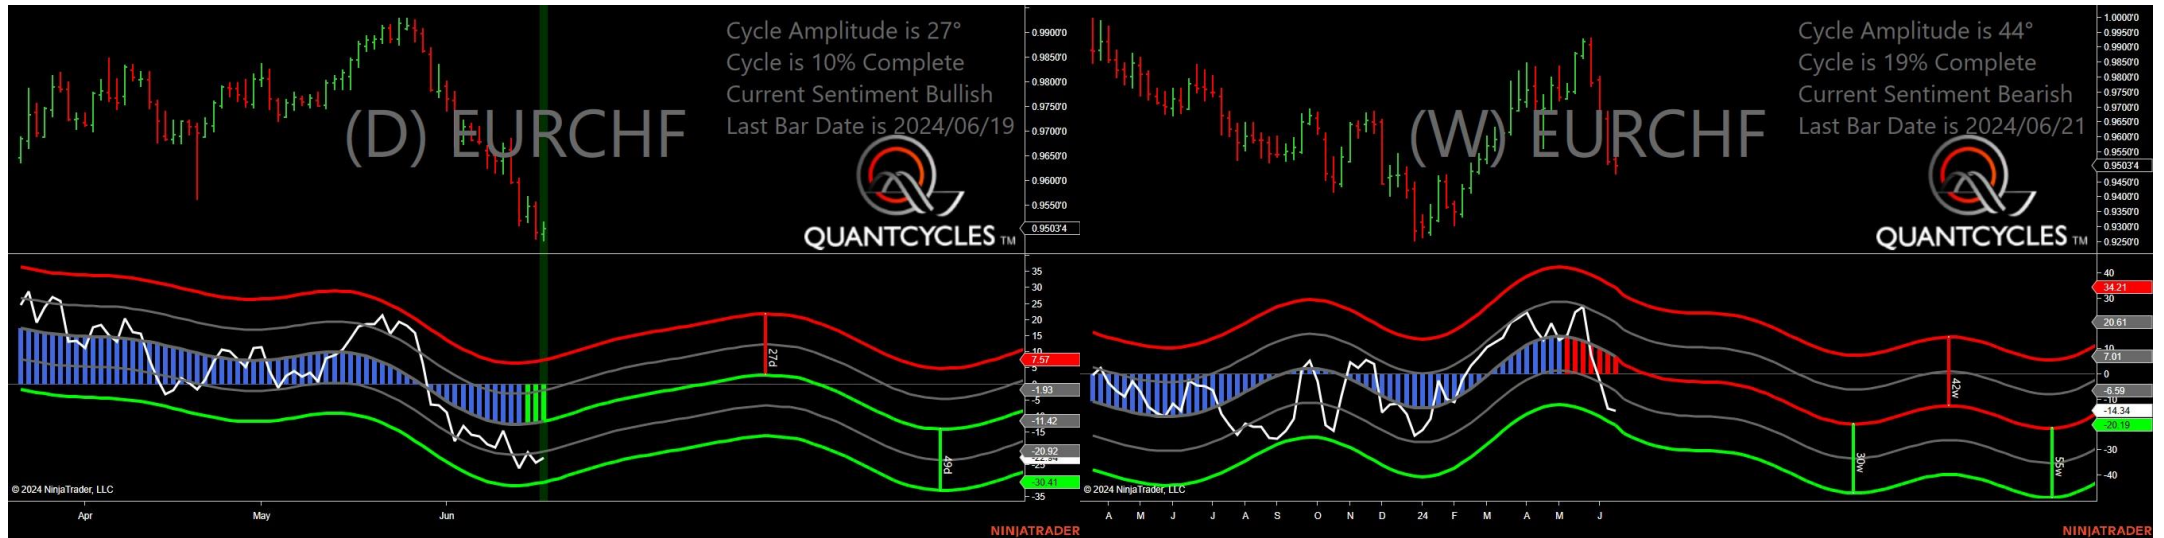 Cycle Amplitude is 27°
Cycle is 10% Complete
Current Sentiment Bullish
Last Bar Date is 2024/06/19
(D) EURCHF
QUANTCYCLES TM
0.9900'0
0.9850'0
0.9800'0
0.9750'0
0.9700'0
0.9650'0
0.9600'0
0.9550'0
0.9503'4
35
30
25
20
15
10
7.57
5
-1.93
-5
-11.42
-15
-20.92
-25
-30.41
-35
27d
49d
© 2024 NinjaTrader, LLC
Apr May Jun
NINJATRADER
Cycle Amplitude is 44°
Cycle is 19% Complete
Current Sentiment Bearish
Last Bar Date is 2024/06/21
(W) EURCHF
QUANTCYCLES TM
1.0000'0
0.9950'0
0.9900'0
0.9850'0
0.9800'0
0.9750'0
0.9700'0
0.9650'0
0.9600'0
0.9550'0
0.9503'4
0.9450'0
0.9400'0
0.9350'0
0.9300'0
0.9250'0
40
34.21
30
20.61
10
7.01
0
-6.59
-10
-14.34
-20.19
-30
-40
42w
30w
55w
© 2024 NinjaTrader, LLC
A M J J A S O N D 24 F M A M J
NINJATRADER